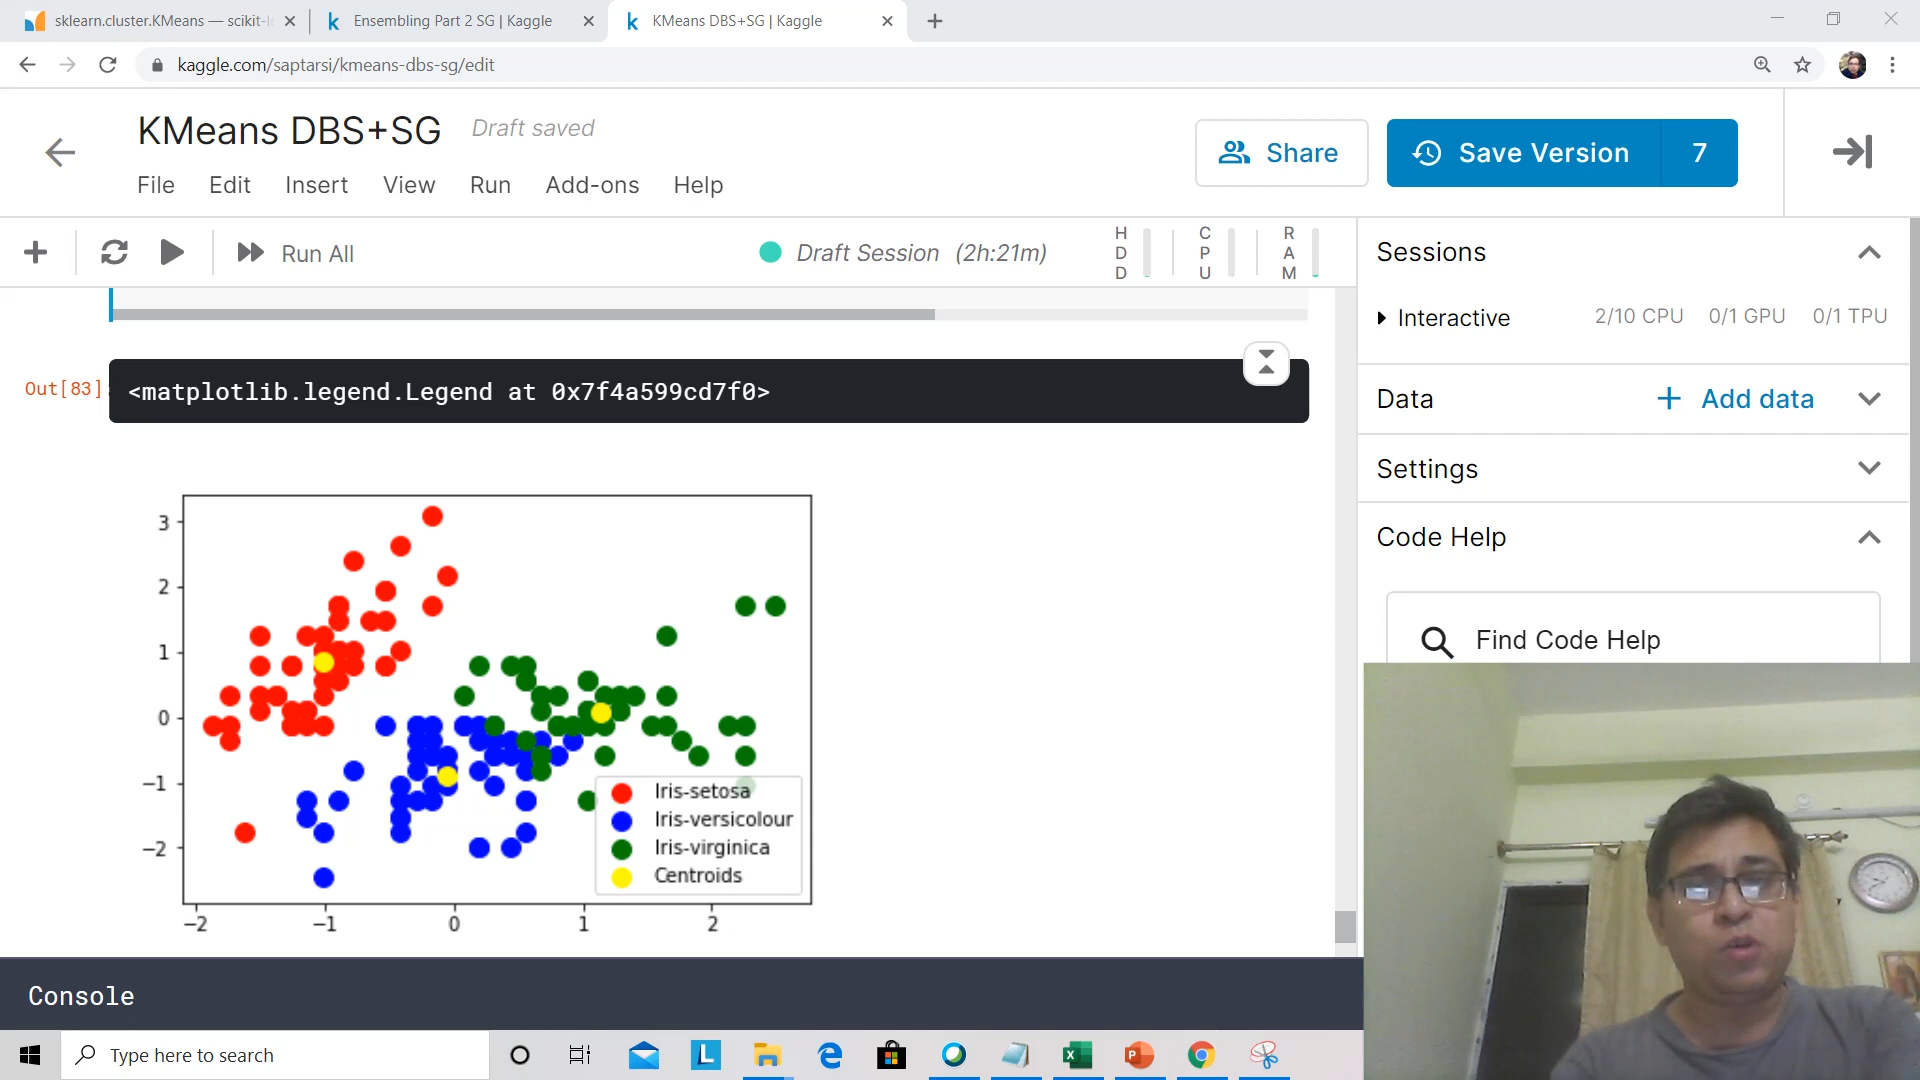 sklearn.cluster.KMeans — scikit-l
Ensembling Part 2 SG | Kaggle
KMeans DBS+SG | Kaggle
kaggle.com/saptarsi/kmeans-dbs-sg/edit
KMeans DBS+SG
Draft saved
Share
Save Version
7
File
Edit
Insert
View
Run
Add-ons
Help
Run All
Draft Session (2h:21m)
HDD
CPU
RAM
Sessions
Interactive
2/10 CPU
0/1 GPU
0/1 TPU
Data
+ Add data
Settings
Code Help
Find Code Help
Out[83]:
<matplotlib.legend.Legend at 0x7f4a599cd7f0>
3
2
1
0
−1
−2
−2
−1
0
1
2
Iris-setosa
Iris-versicolour
Iris-virginica
Centroids
Console
Type here to search